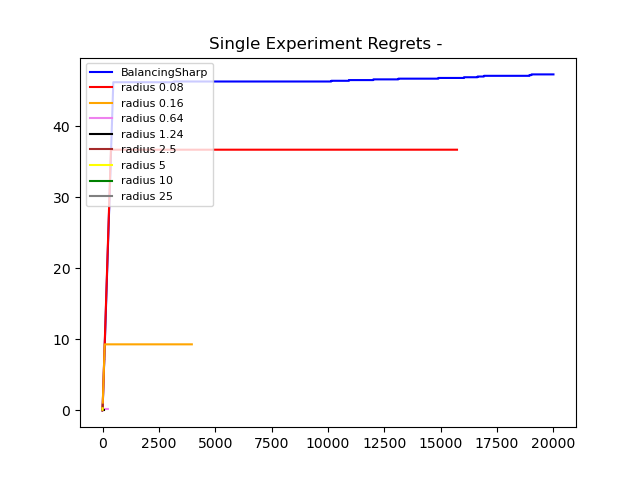 Single Experiment Regrets -
BalancingSharp
radius 0.08
radius 0.16
radius 0.64
radius 1.24
radius 2.5
radius 5
radius 10
radius 25
40
30
20
10
0
0 2500 5000 7500 10000 12500 15000 17500 20000